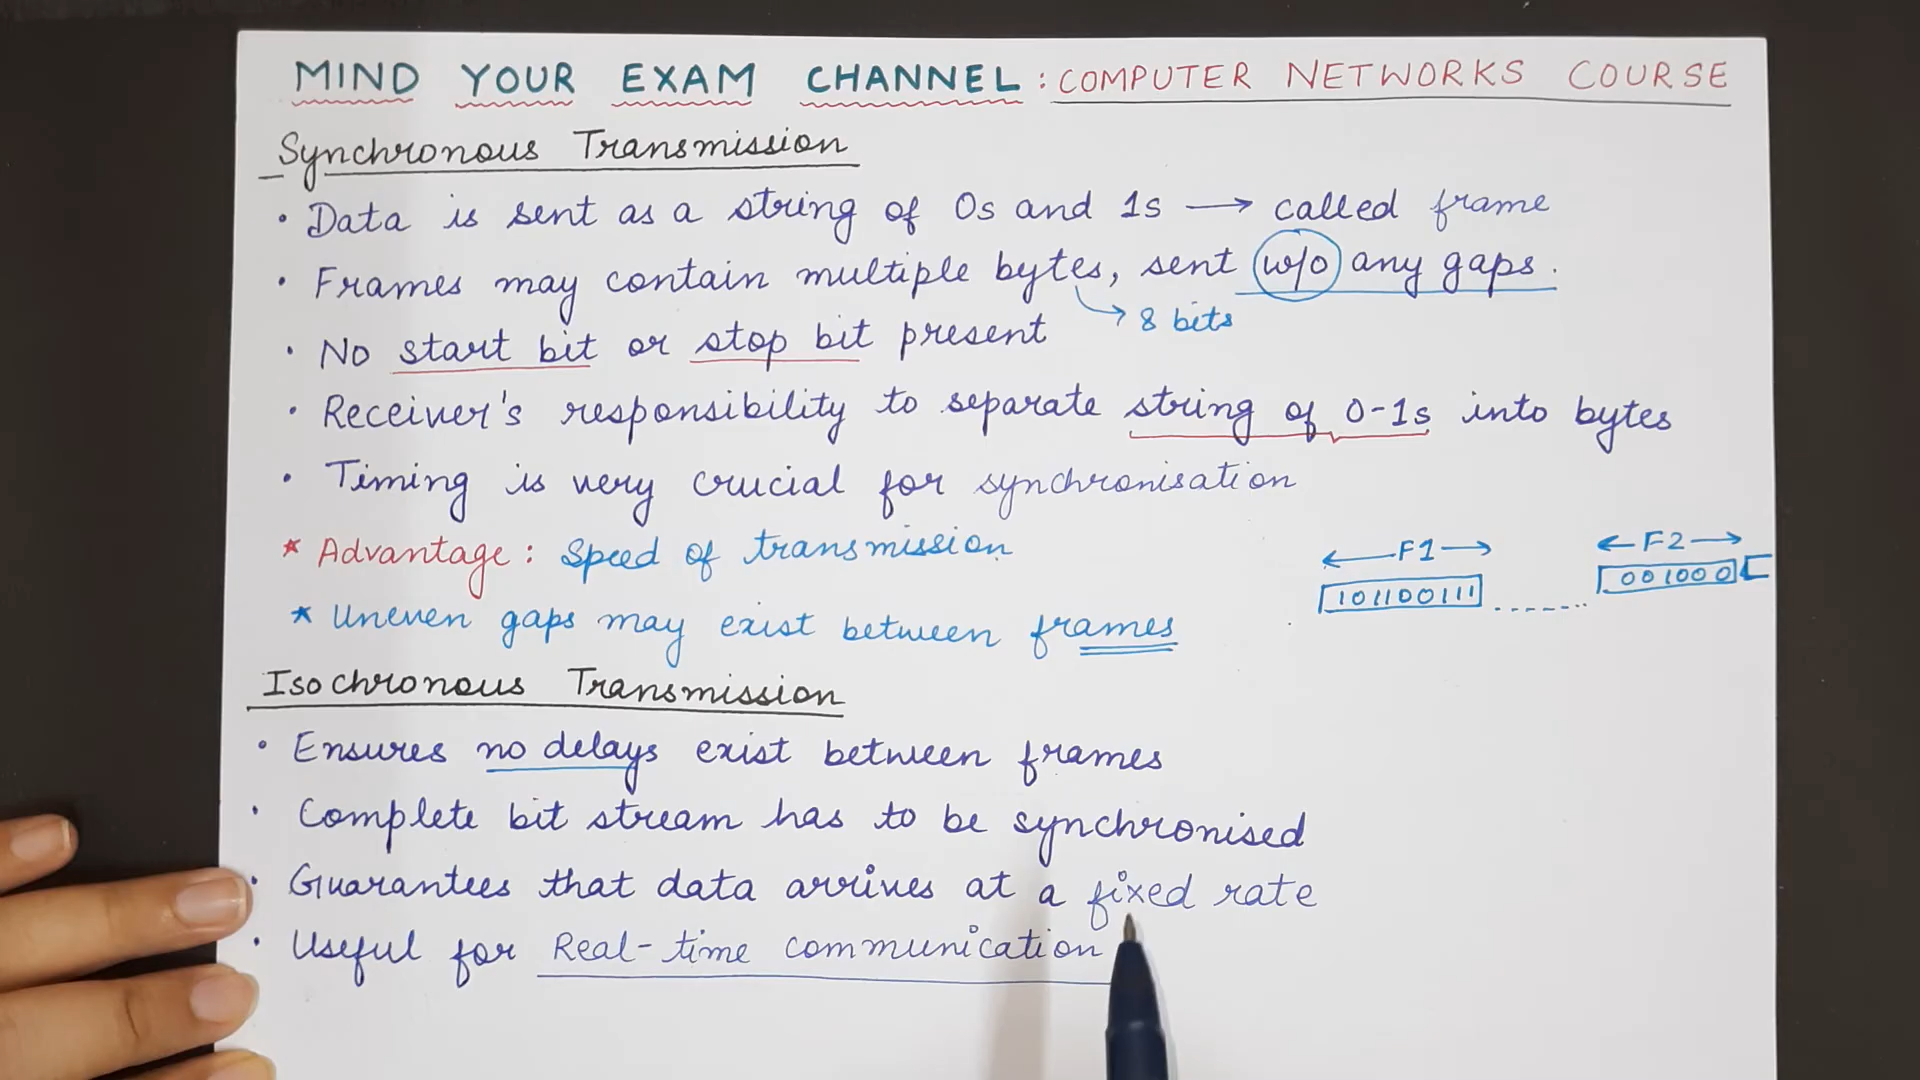 MIND YOUR EXAM CHANNEL : COMPUTER NETWORKS COURSE
Synchronous Transmission
• Data is sent as a string of 0s and 1s → called frame
• Frames may contain multiple bytes, sent w/o any gaps.
→ 8 bits
• No start bit or stop bit present
• Receiver's responsibility to separate string of 0-1s into bytes
• Timing is very crucial for synchronisation
* Advantage: Speed of transmission
← F1 → ← F2 →
101100111 ------ 001000
* Uneven gaps may exist between frames
Isochronous Transmission
• Ensures no delays exist between frames
• Complete bit stream has to be synchronised
• Guarantees that data arrives at a fixed rate
• Useful for Real-time communication